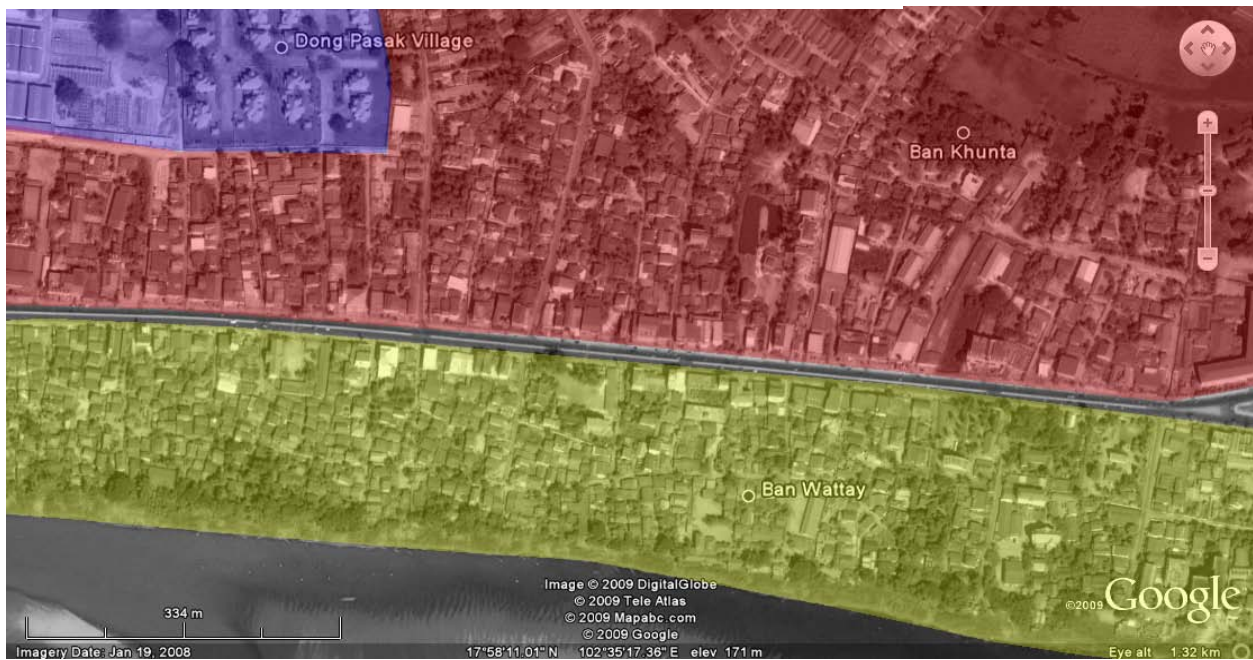 Dong Pasak Village
Ban Khunta
Ban Wattay
Image © 2009 DigitalGlobe
© 2009 Tele Atlas
© 2009 Mapabc.com
© 2009 Google
©2009 Google
334 m
Imagery Date: Jan 19, 2008 17°58'11.01" N 102°35'17.36" E elev 171 m Eye alt 1.32 km